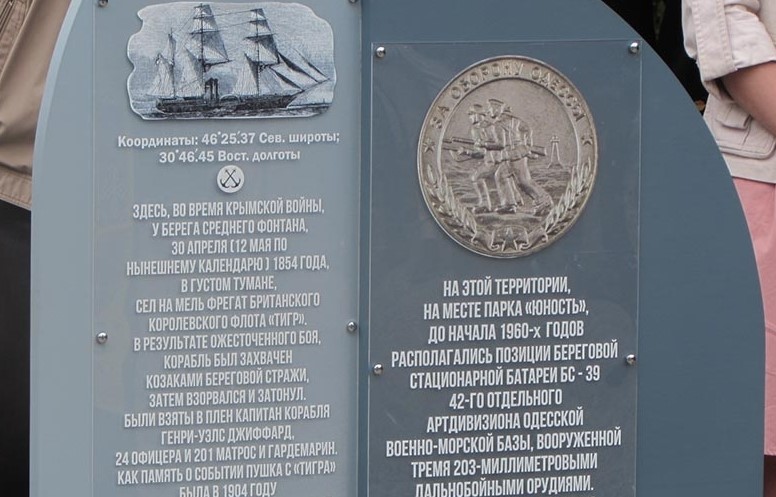 Координаты: 46°25.37 Сев. широты;
30°46.45 Вост. долготы
ЗДЕСЬ, ВО ВРЕМЯ КРЫМСКОЙ ВОЙНЫ,
У БЕРЕГА СРЕДНЕГО ФОНТАНА,
30 АПРЕЛЯ (12 МАЯ ПО
НЫНЕШНЕМУ КАЛЕНДАРЮ) 1854 ГОДА,
В ГУСТОМ ТУМАНЕ,
СЕЛ НА МЕЛЬ ФРЕГАТ БРИТАНСКОГО
КОРОЛЕВСКОГО ФЛОТА «ТИГР».
В РЕЗУЛЬТАТЕ ОЖЕСТОЧЕННОГО БОЯ,
КОРАБЛЬ БЫЛ ЗАХВАЧЕН
КОЗАКАМИ БЕРЕГОВОЙ СТРАЖИ,
ЗАТЕМ ВЗОРВАЛСЯ И ЗАТОНУЛ.
БЫЛИ ВЗЯТЫ В ПЛЕН КАПИТАН КОРАБЛЯ
ГЕНРИ-УЭЛС ДЖИФФАРД,
24 ОФИЦЕРА И 201 МАТРОС И ГАРДЕМАРИН.
КАК ПАМЯТЬ О СОБЫТИИ ПУШКА С «ТИГРА»
БЫЛА В 1904 ГОДУ
ЗА ОБОРОНУ ОДЕССЫ
НА ЭТОЙ ТЕРРИТОРИИ,
НА МЕСТЕ ПАРКА «ЮНОСТЬ»,
ДО НАЧАЛА 1960-х ГОДОВ
РАСПОЛАГАЛИСЬ ПОЗИЦИИ БЕРЕГОВОЙ
СТАЦИОНАРНОЙ БАТАРЕИ БС - 39
42-ГО ОТДЕЛЬНОГО
АРТДИВИЗИОНА ОДЕССКОЙ
ВОЕННО-МОРСКОЙ БАЗЫ, ВООРУЖЕННОЙ
ТРЕМЯ 203-МИЛЛИМЕТРОВЫМИ
ДАЛЬНОБОЙНЫМИ ОРУДИЯМИ.